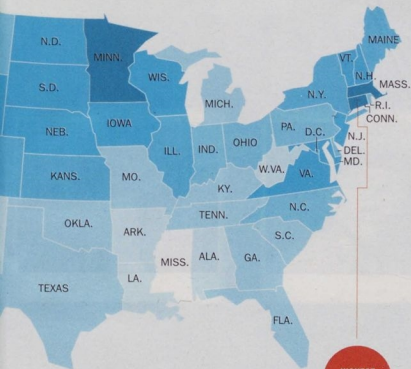 N.D.
MINN.
S.D.
WIS.
NEB.
IOWA
MICH.
ILL.
IND.
OHIO
KANS.
MO.
KY.
W.VA.
VA.
PA.
D.C.
N.Y.
VT.
MAINE
N.H.
MASS.
R.I.
CONN.
N.J.
DEL.
MD.
N.C.
TENN.
OKLA.
ARK.
S.C.
MISS.
ALA.
GA.
LA.
TEXAS
FLA.